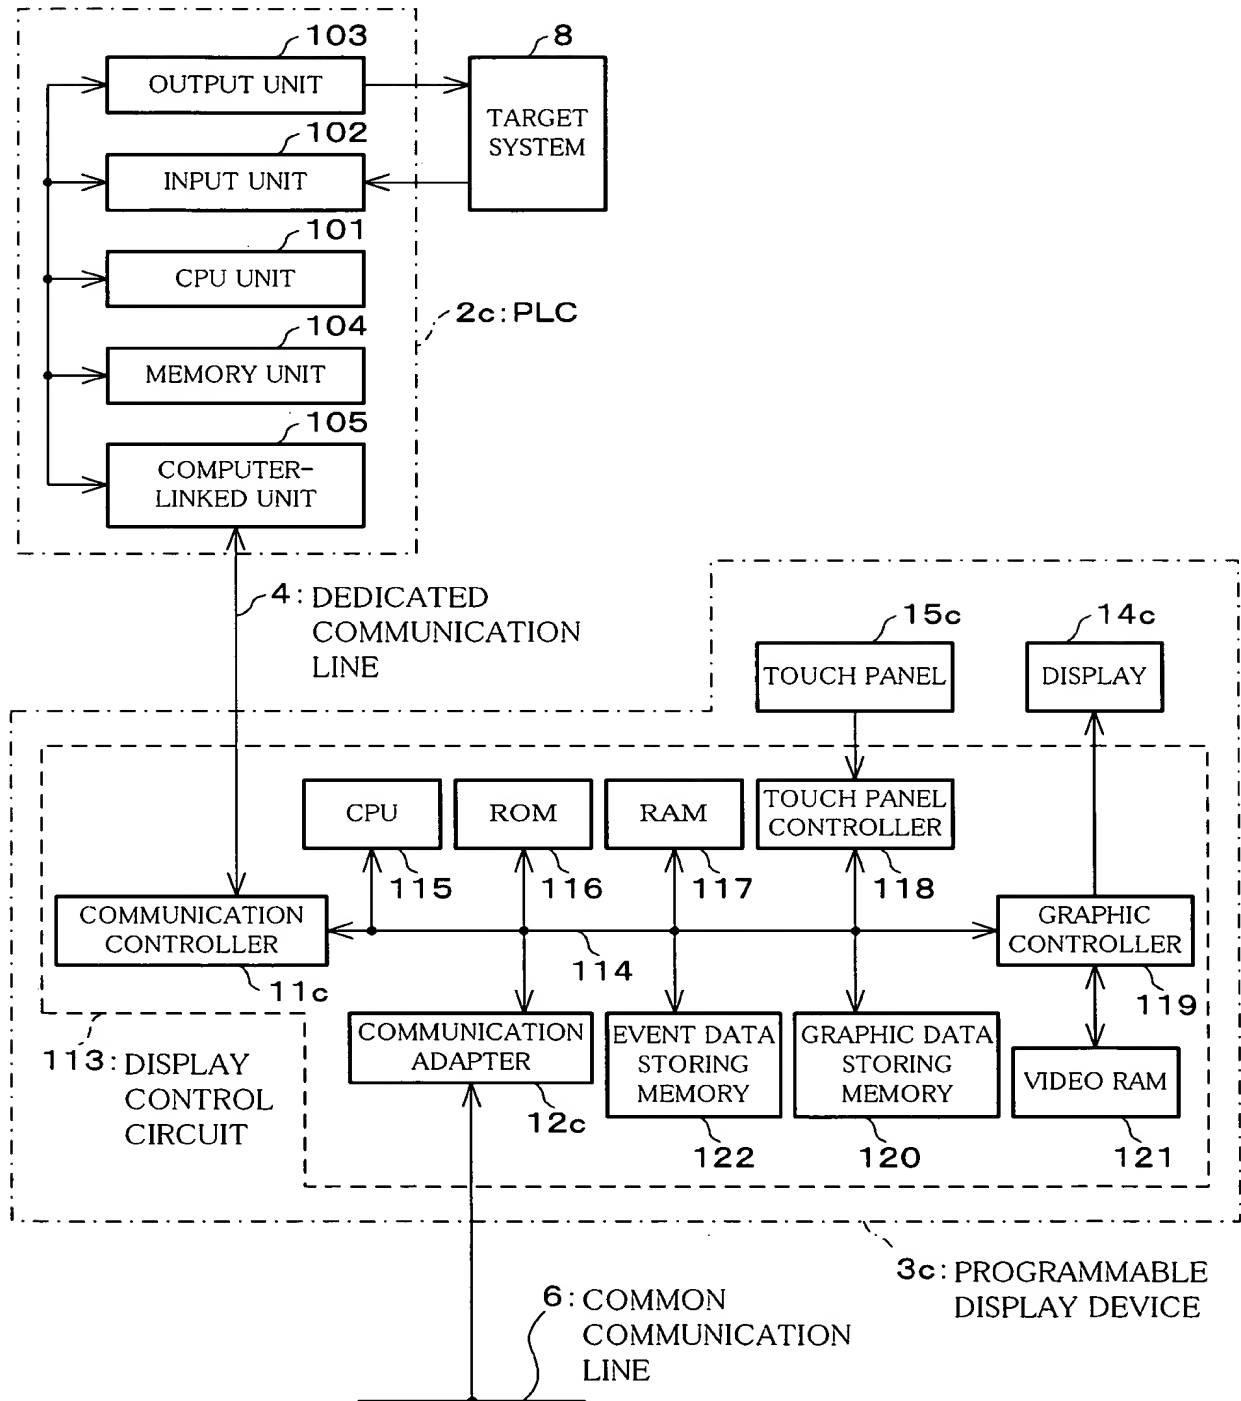 103
OUTPUT UNIT
8
TARGET
SYSTEM
102
INPUT UNIT
101
CPU UNIT
2c: PLC
104
MEMORY UNIT
105
COMPUTER-
LINKED UNIT
4: DEDICATED
COMMUNICATION
LINE
15c
TOUCH PANEL
14c
DISPLAY
CPU
115
ROM
116
RAM
117
TOUCH PANEL
CONTROLLER
118
COMMUNICATION
CONTROLLER
11c
114
GRAPHIC
CONTROLLER
119
113: DISPLAY
CONTROL
CIRCUIT
COMMUNICATION
ADAPTER
12c
EVENT DATA
STORING
MEMORY
122
GRAPHIC DATA
STORING
MEMORY
120
VIDEO RAM
121
3c: PROGRAMMABLE
DISPLAY DEVICE
6: COMMON
COMMUNICATION
LINE